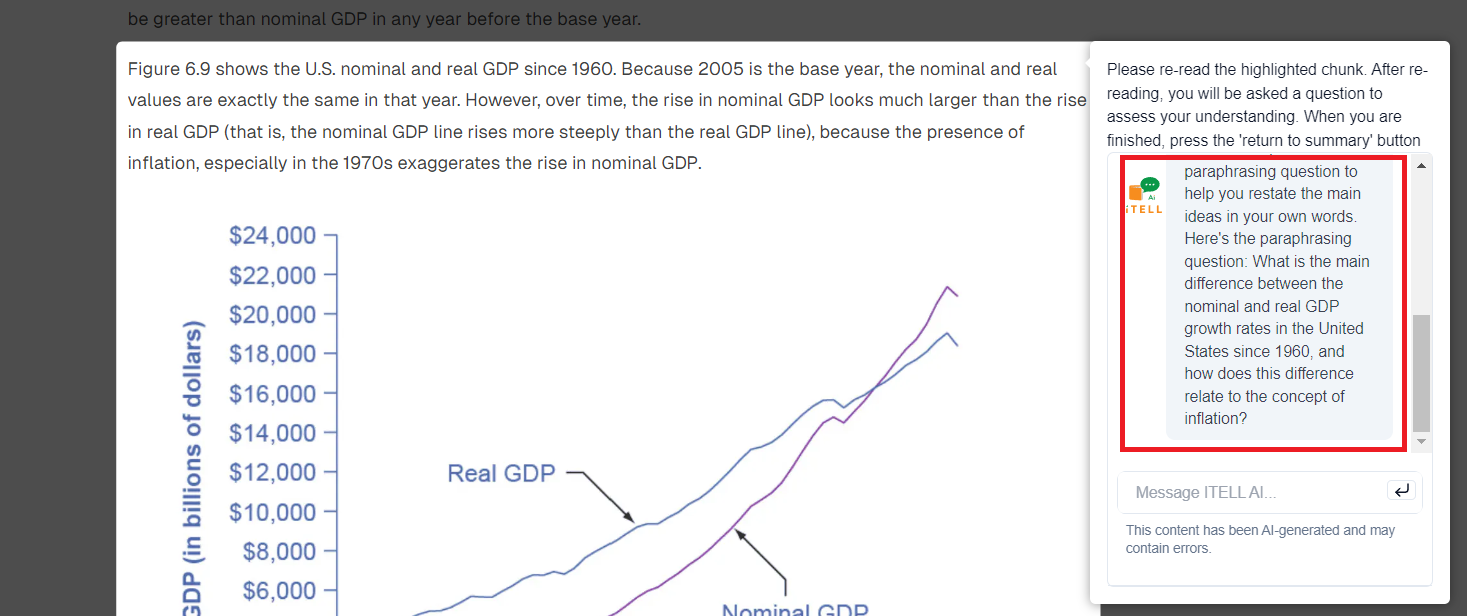 be greater than nominal GDP in any year before the base year.
Figure 6.9 shows the U.S. nominal and real GDP since 1960. Because 2005 is the base year, the nominal and real
values are exactly the same in that year. However, over time, the rise in nominal GDP looks much larger than the rise
in real GDP (that is, the nominal GDP line rises more steeply than the real GDP line), because the presence of
inflation, especially in the 1970s exaggerates the rise in nominal GDP.
$24,000
$22,000
$20,000
$18,000
$16,000
$14,000
$12,000
$10,000
$8,000
$6,000
GDP (in billions of dollars)
Real GDP
Nominal GDP
Please re-read the highlighted chunk. After re-
reading, you will be asked a question to
assess your understanding. When you are
finished, press the 'return to summary' button
Ai
iTELL
paraphrasing question to
help you restate the main
ideas in your own words.
Here's the paraphrasing
question: What is the main
difference between the
nominal and real GDP
growth rates in the United
States since 1960, and
how does this difference
relate to the concept of
inflation?
Message ITELL AI...
This content has been AI-generated and may
contain errors.